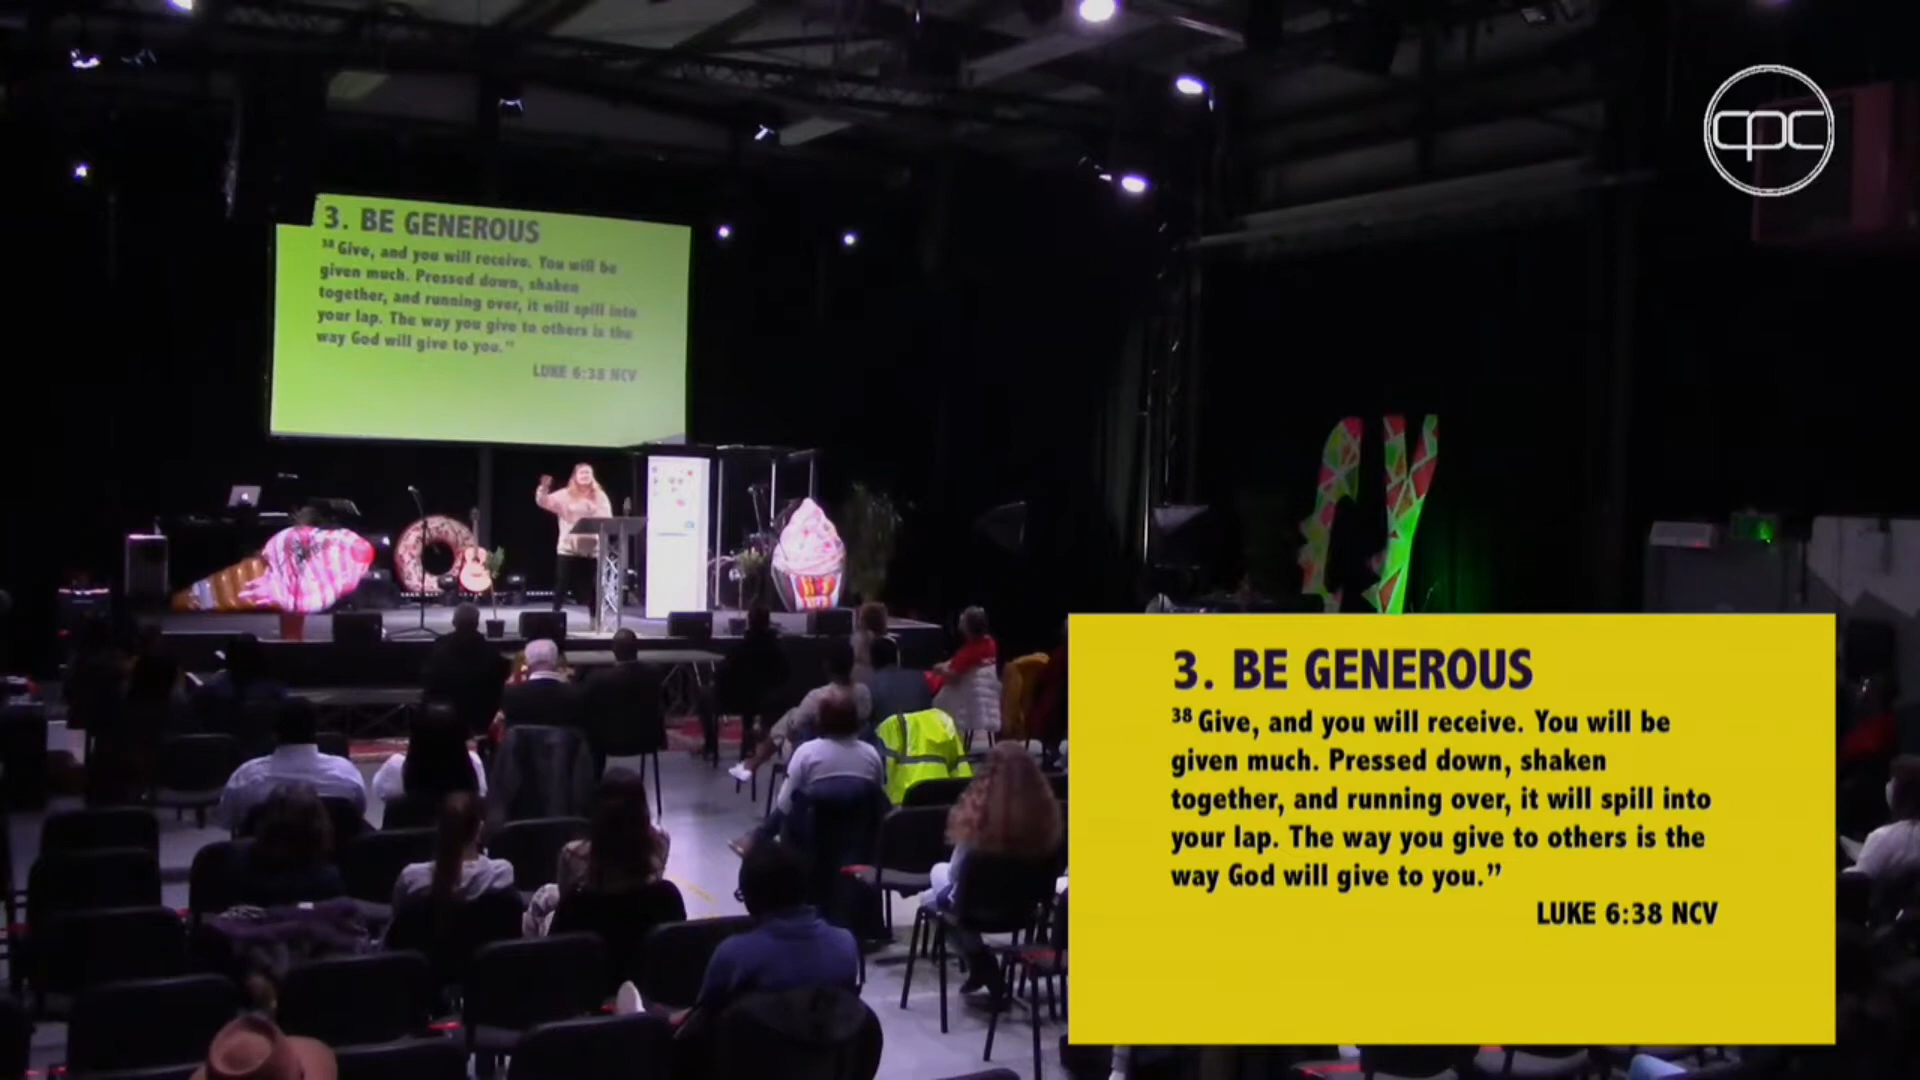 cpc
3. BE GENEROUS
38 Give, and you will receive. You will be
given much. Pressed down, shaken
together, and running over, it will spill into
your lap. The way you give to others is the
way God will give to you.”
LUKE 6:38 NCV
3. BE GENEROUS
38 Give, and you will receive. You will be
given much. Pressed down, shaken
together, and running over, it will spill into
your lap. The way you give to others is the
way God will give to you.”
LUKE 6:38 NCV